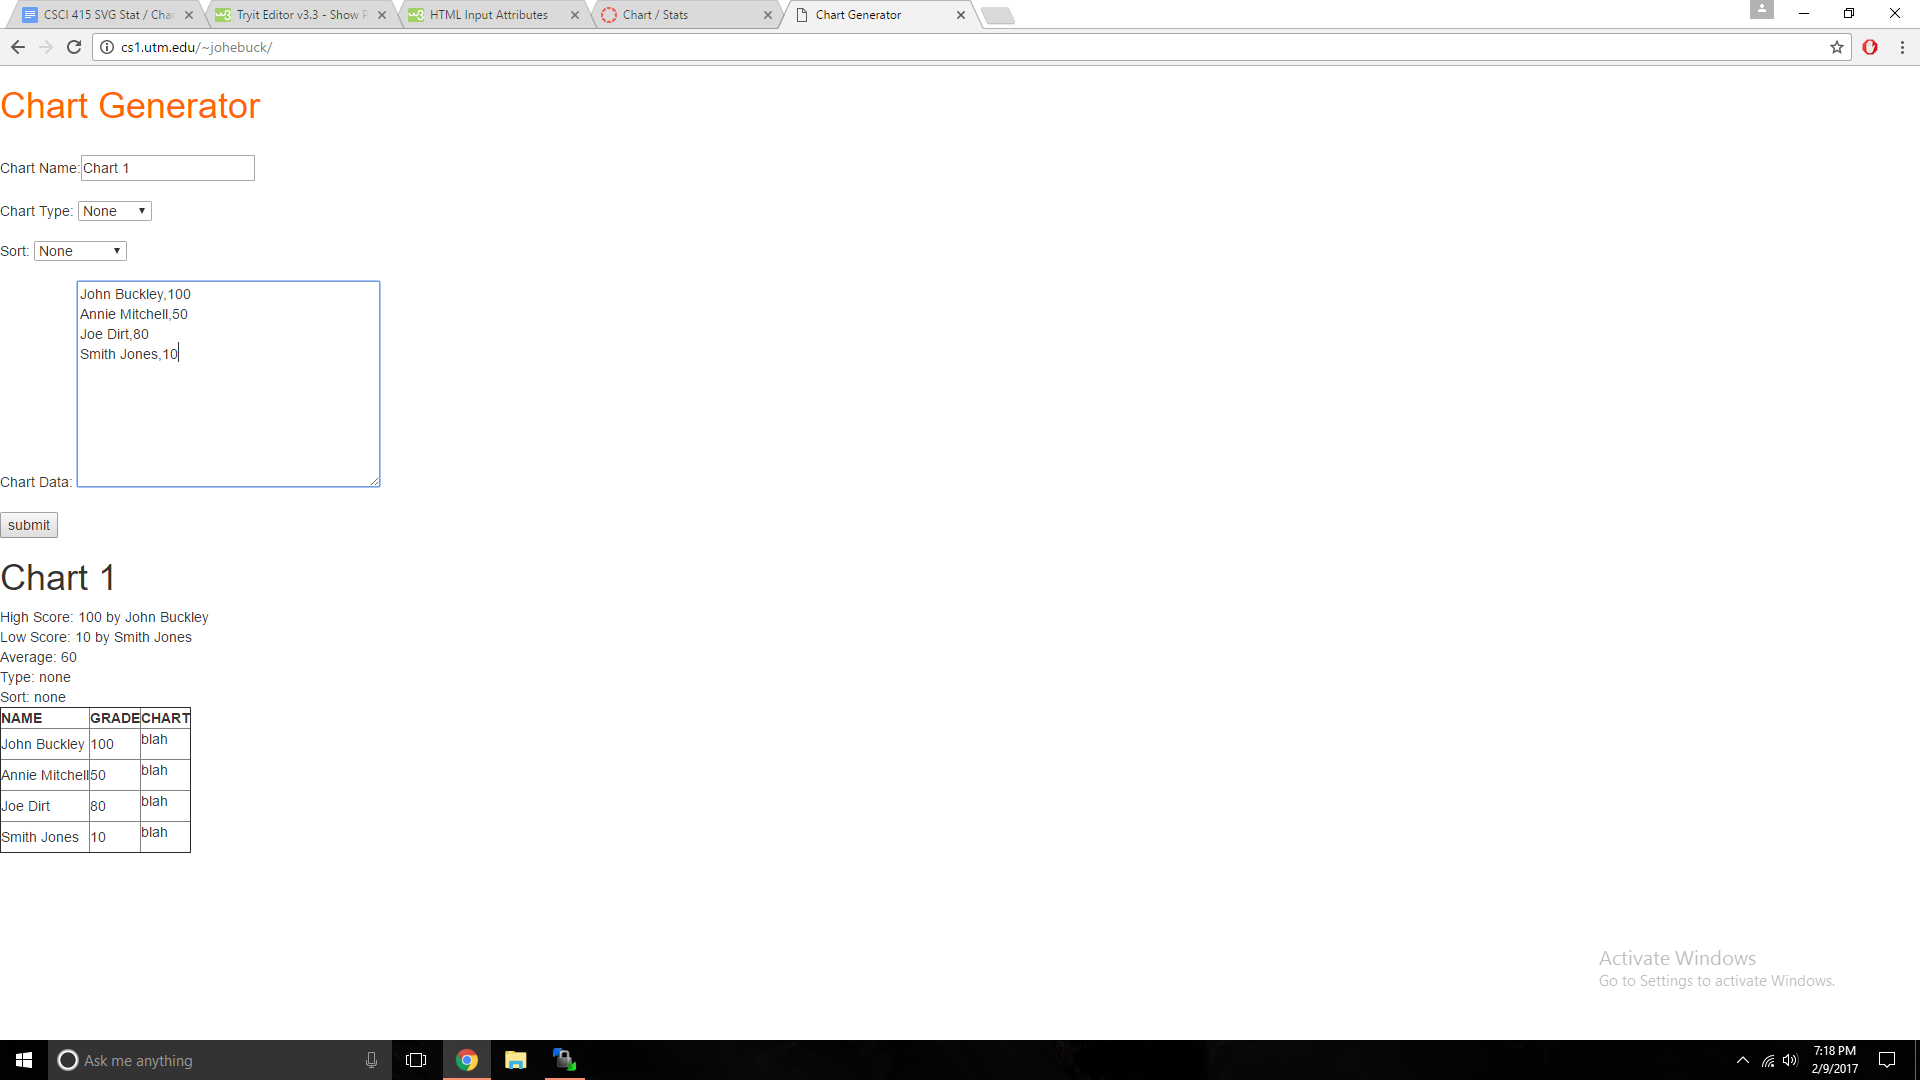 CSCI 415 SVG Stat / Char
Tryit Editor v3.3 - Show P
HTML Input Attributes
Chart / Stats
Chart Generator
cs1.utm.edu/~johebuck/
Chart Generator
Chart Name: Chart 1
Chart Type: None
Sort: None
John Buckley,100
Annie Mitchell,50
Joe Dirt,80
Smith Jones,10
Chart Data:
submit
Chart 1
High Score: 100 by John Buckley
Low Score: 10 by Smith Jones
Average: 60
Type: none
Sort: none
NAME GRADE CHART
John Buckley 100 blah
Annie Mitchell 50 blah
Joe Dirt 80 blah
Smith Jones 10 blah
Activate Windows
Go to Settings to activate Windows.
Ask me anything
7:18 PM
2/9/2017